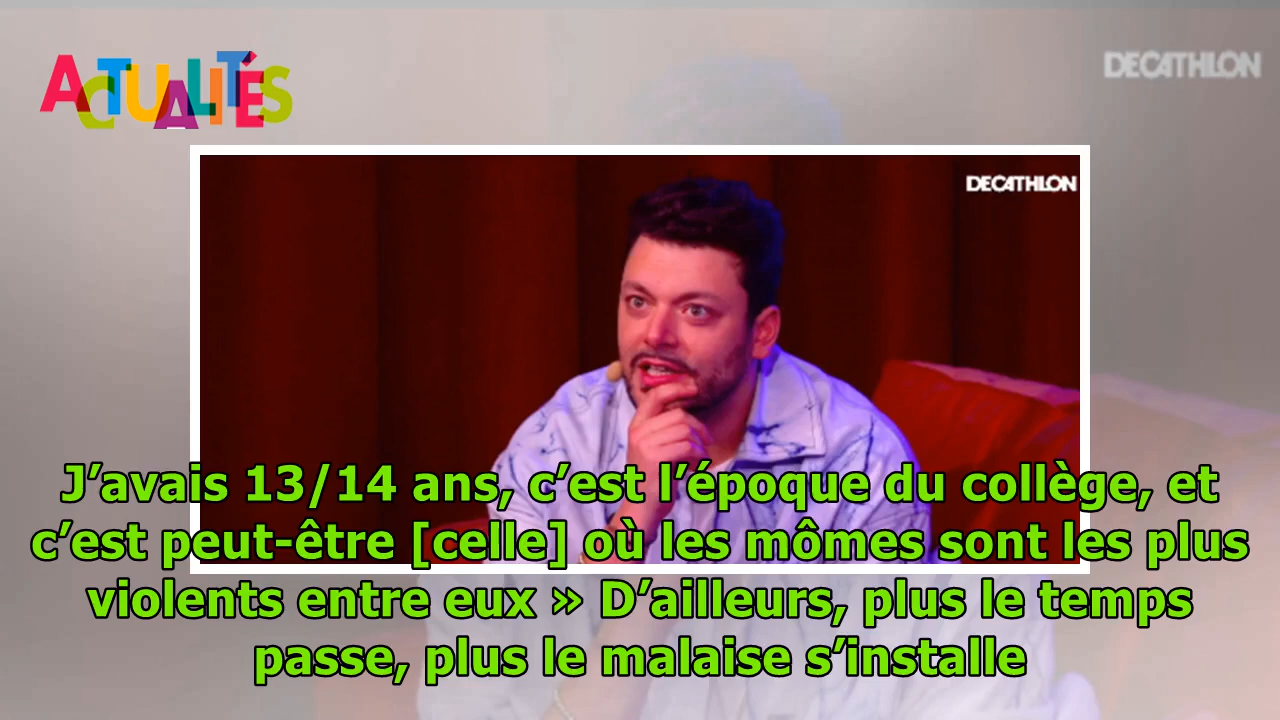 ACTUALITÉS
DECATHLON
DECATHLON
J’avais 13/14 ans, c’est l’époque du collège, et
c’est peut-être [celle] où les mômes sont les plus
violents entre eux » D’ailleurs, plus le temps
passe, plus le malaise s’installe